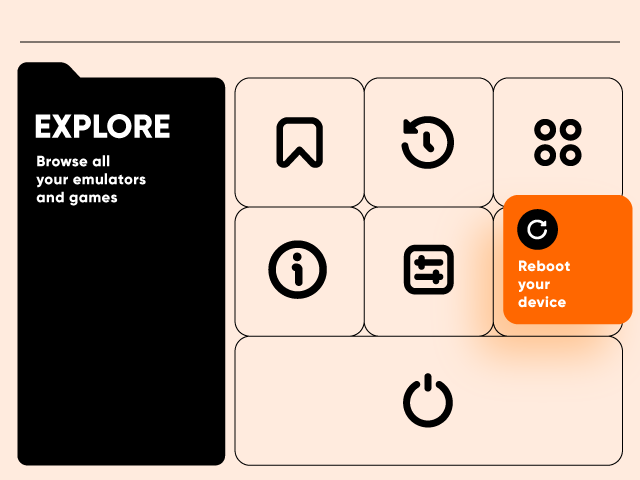 EXPLORE
Browse all
your emulators
and games
Reboot
your
device